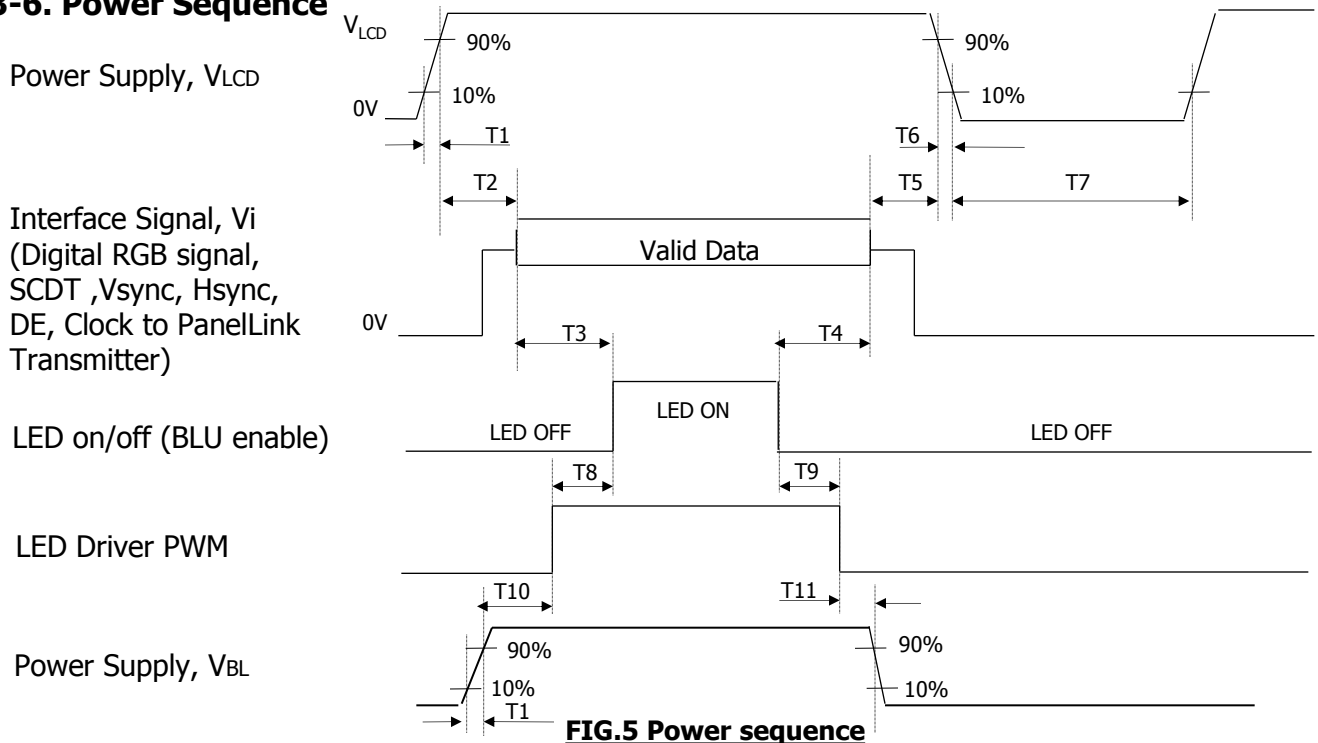 3-6. Power Sequence
VLCD
90%
90%
Power Supply, VLCD
10%
10%
0V
T1
T6
T2
T5
T7
Interface Signal, Vi
(Digital RGB signal,
SCDT ,Vsync, Hsync,
DE, Clock to PanelLink
Transmitter)
Valid Data
0V
T3
T4
LED on/off (BLU enable)
LED OFF
LED ON
LED OFF
T8
T9
LED Driver PWM
T10
T11
Power Supply, VBL
90%
90%
10%
10%
T1
FIG.5 Power sequence